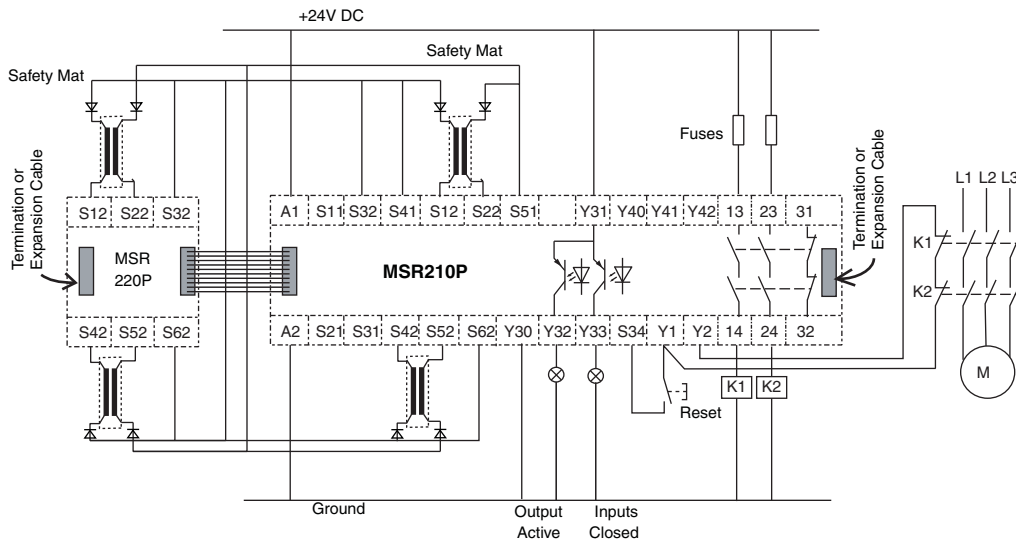 +24V DC
Safety Mat
Safety Mat
Fuses
Termination or
Expansion Cable
L1 L2 L3
Termination or
Expansion Cable
S12 S22 S32
A1 S11 S32 S41 S12 S22 S51 Y31 Y40 Y41 Y42 13 23 31
K1
MSR
220P
MSR210P
K2
S42 S52 S62
A2 S21 S31 S42 S52 S62 Y30 Y32 Y33 S34 Y1 Y2 14 24 32
M
K1 K2
Reset
Ground
Output
Active
Inputs
Closed